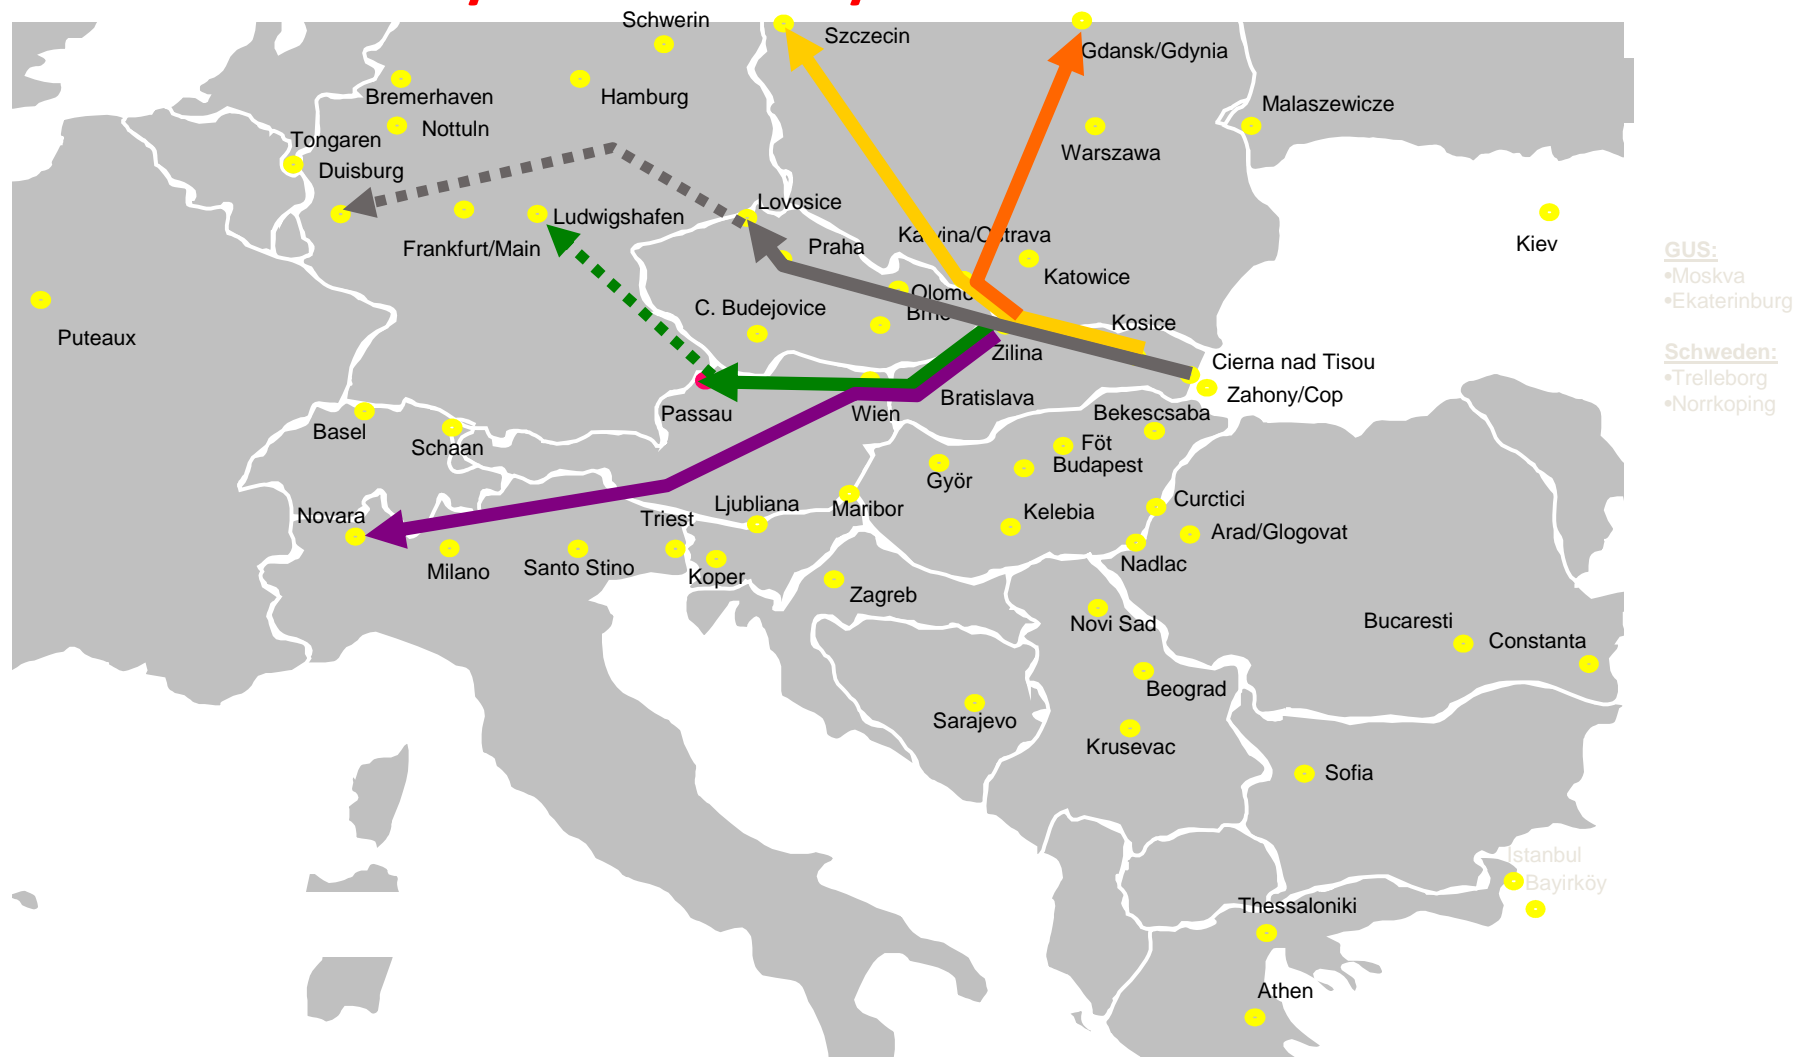 Schwerin
Szczecin
Gdansk/Gdynia
Bremerhaven
Hamburg
Malaszewicze
Nottuln
Tongaren
Warszawa
Duisburg
Lovosice
Ludwigshafen
Frankfurt/Main
Praha
Katowice
Kiev
GUS:
•Moskva
•Ekaterinburg
C. Budejovice
Kosice
Puteaux
Zilina
Schweden:
•Trelleborg
•Norrkoping
Cierna nad Tisou
Zahony/Cop
Passau
Wien
Bratislava
Bekescsaba
Basel
Schaan
Föt
Budapest
Györ
Novara
Triest
Ljubliana
Maribor
Curctici
Kelebia
Arad/Glogovat
Milano
Santo Stino
Koper
Nadlac
Zagreb
Novi Sad
Bucaresti
Constanta
Beograd
Sarajevo
Krusevac
Sofia
Istanbul
Bayirköy
Thessaloniki
Athen